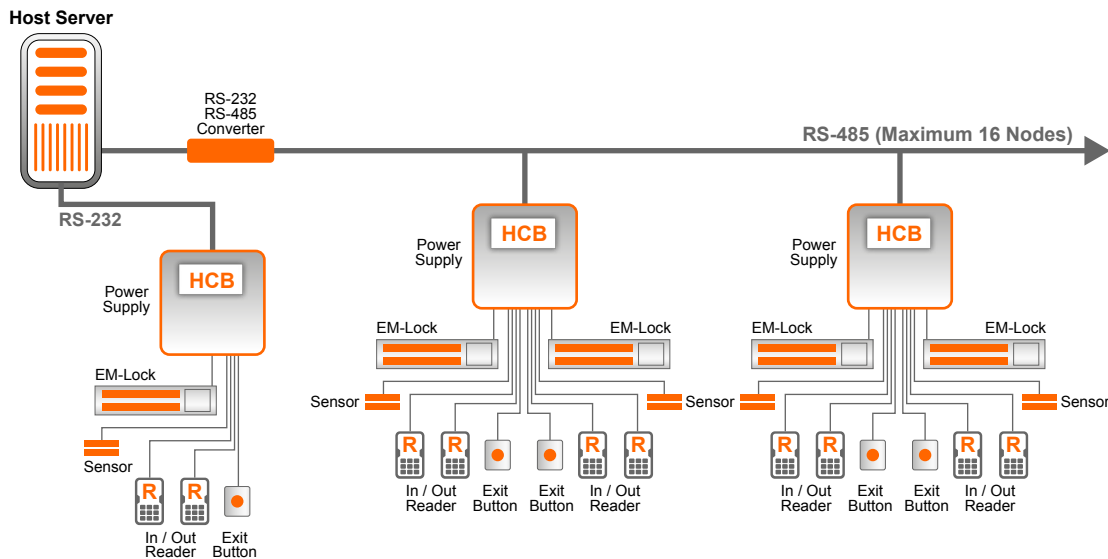 Host Server
RS-232
RS-485
Converter
RS-485 (Maximum 16 Nodes)
RS-232
HCB
Power
Supply
EM-Lock
Sensor
R
R
In / Out
Reader
Exit
Button
HCB
Power
Supply
EM-Lock
EM-Lock
Sensor
Sensor
R
R
R
R
In / Out
Reader
Exit
Button
Exit
Button
In / Out
Reader
HCB
Power
Supply
EM-Lock
EM-Lock
Sensor
Sensor
R
R
R
R
In / Out
Reader
Exit
Button
Exit
Button
In / Out
Reader